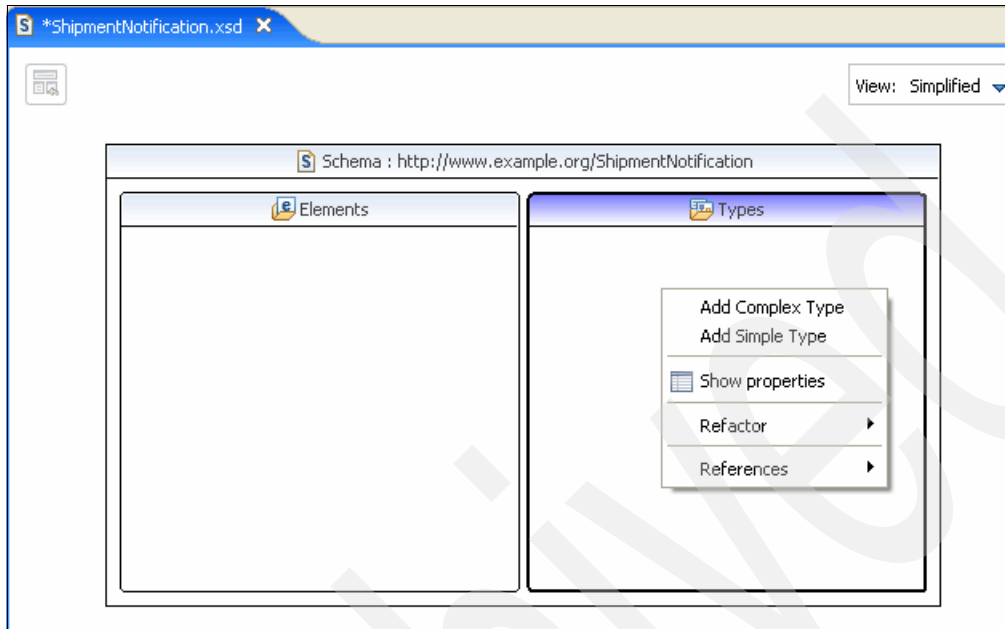 *ShipmentNotification.xsd
View: Simplified
Schema : http://www.example.org/ShipmentNotification
Elements
Types
Add Complex Type
Add Simple Type
Show properties
Refactor
References